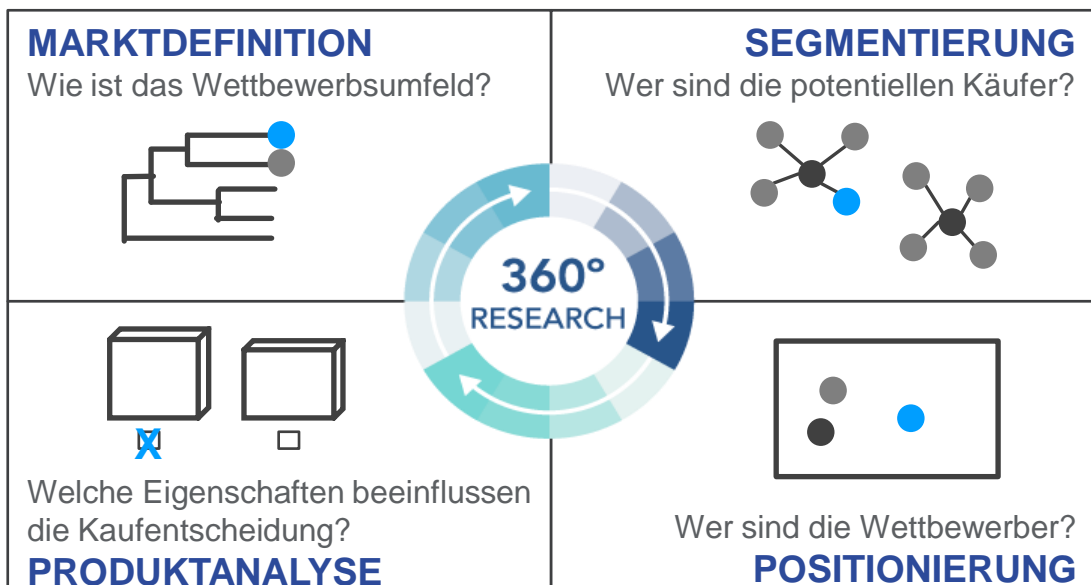 MARKTDEFINITION
Wie ist das Wettbewerbsumfeld?
SEGMENTIERUNG
Wer sind die potentiellen Käufer?
360°
RESEARCH
X
Welche Eigenschaften beeinflussen
die Kaufentscheidung?
PRODUKTANALYSE
Wer sind die Wettbewerber?
POSITIONIERUNG